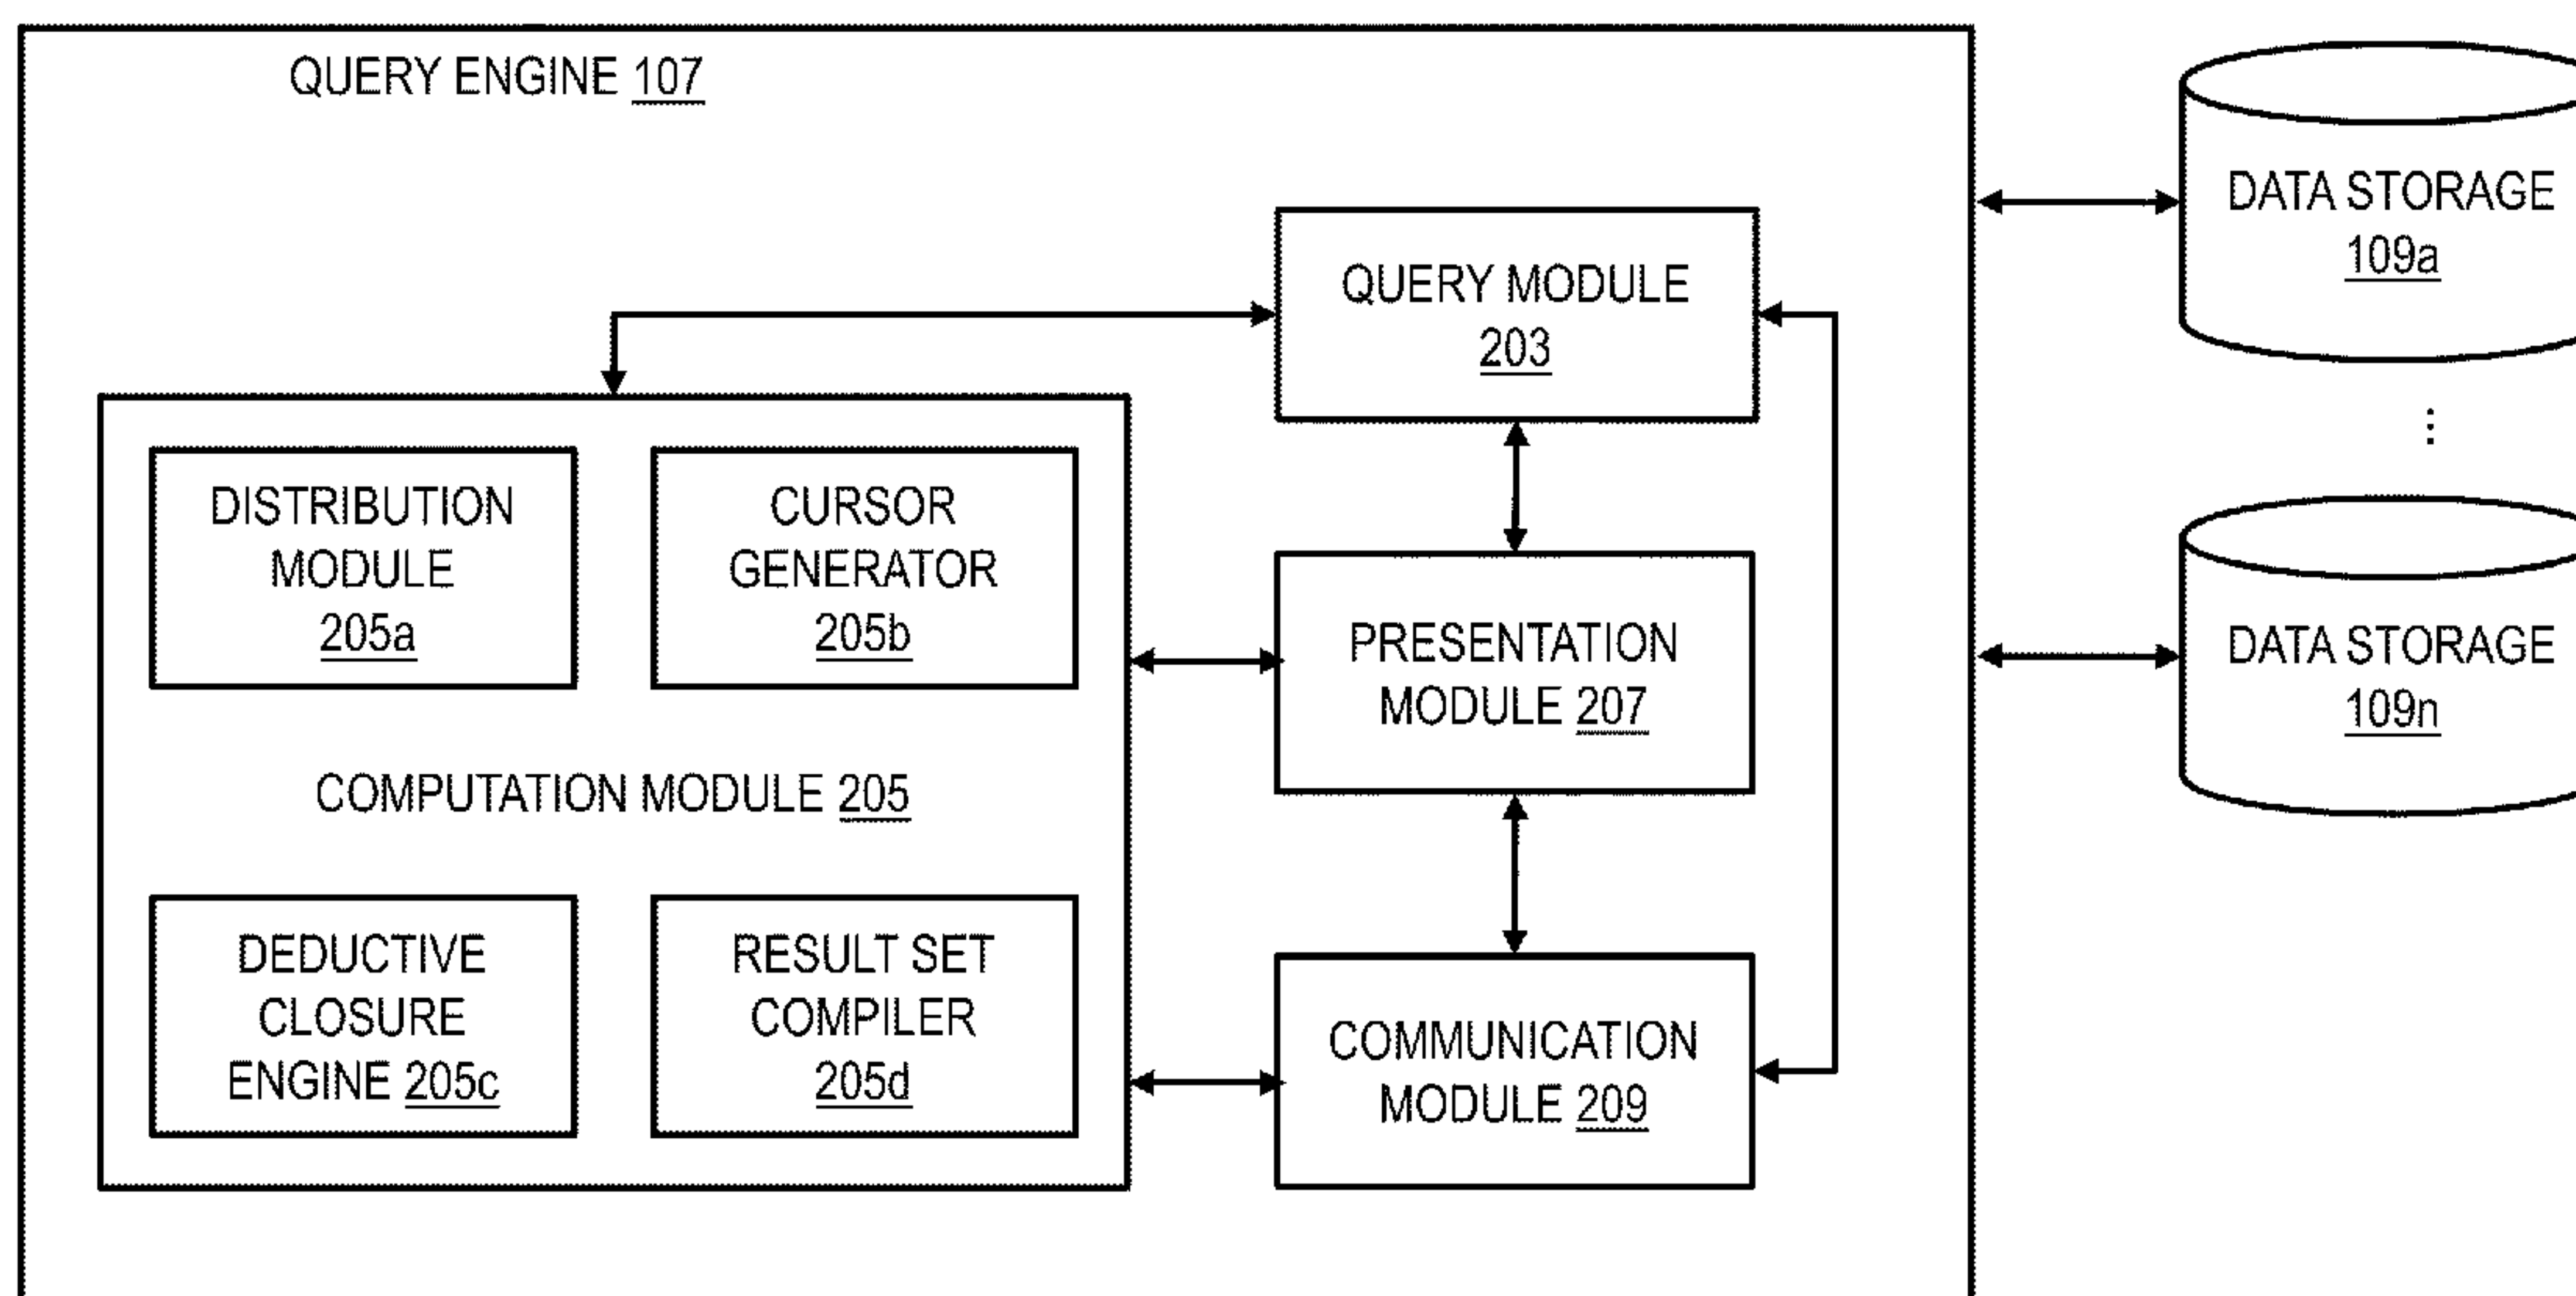 QUERY ENGINE 107
DATA STORAGE
109a
QUERY MODULE
203
DISTRIBUTION
MODULE
205a
CURSOR
GENERATOR
205b
PRESENTATION
MODULE 207
DATA STORAGE
109n
COMPUTATION MODULE 205
DEDUCTIVE
CLOSURE
ENGINE 205c
RESULT SET
COMPILER
205d
COMMUNICATION
MODULE 209